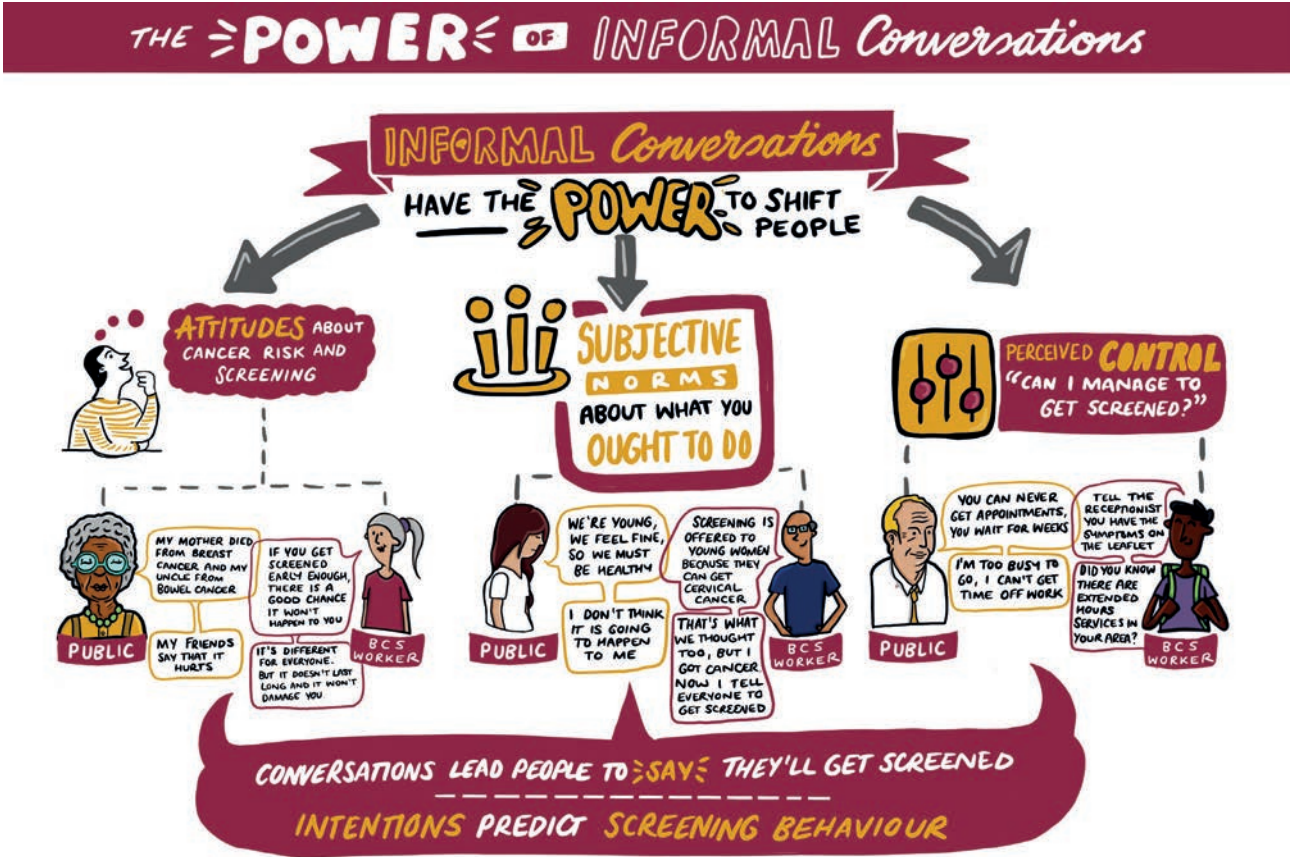 THE POWER OF INFORMAL Conversations
INFORMAL Conversations
HAVE THE POWER TO SHIFT
PEOPLE
ATTITUDES ABOUT
CANCER RISK AND
SCREENING
MY MOTHER DIED
FROM BREAST
CANCER AND MY
UNCLE FROM
BOWEL CANCER
MY FRIENDS
SAY THAT IT
HURTS
PUBLIC
IF YOU GET
SCREENED
EARLY ENOUGH,
THERE IS A
GOOD CHANCE
IT WON'T
HAPPEN TO YOU
IT'S DIFFERENT
FOR EVERYONE.
BUT IT DOESN'T LAST
LONG AND IT WON'T
DAMAGE YOU
BCS
WORKER
SUBJECTIVE
NORMS
ABOUT WHAT YOU
OUGHT TO DO
WE'RE YOUNG,
WE FEEL FINE,
SO WE MUST
BE HEALTHY
I DON'T THINK
IT IS GOING
TO HAPPEN
TO ME
PUBLIC
SCREENING IS
OFFERED TO
YOUNG WOMEN
BECAUSE THEY
CAN GET
CERVICAL
CANCER
THAT'S WHAT
WE THOUGHT
TOO, BUT I
GOT CANCER
NOW I TELL
EVERYONE TO
GET SCREENED
BCS
WORKER
PERCEIVED CONTROL
"CAN I MANAGE TO
GET SCREENED?"
YOU CAN NEVER
GET APPOINTMENTS,
YOU WAIT FOR WEEKS
I'M TOO BUSY TO
GO, I CAN'T GET
TIME OFF WORK
PUBLIC
TELL THE
RECEPTIONIST
YOU HAVE THE
SYMPTOMS ON
THE LEAFLET
DID YOU KNOW
THERE ARE
EXTENDED
HOURS
SERVICES IN
YOUR AREA?
BCS
WORKER
CONVERSATIONS LEAD PEOPLE TO SAY THEY'LL GET SCREENED
INTENTIONS PREDICT SCREENING BEHAVIOUR